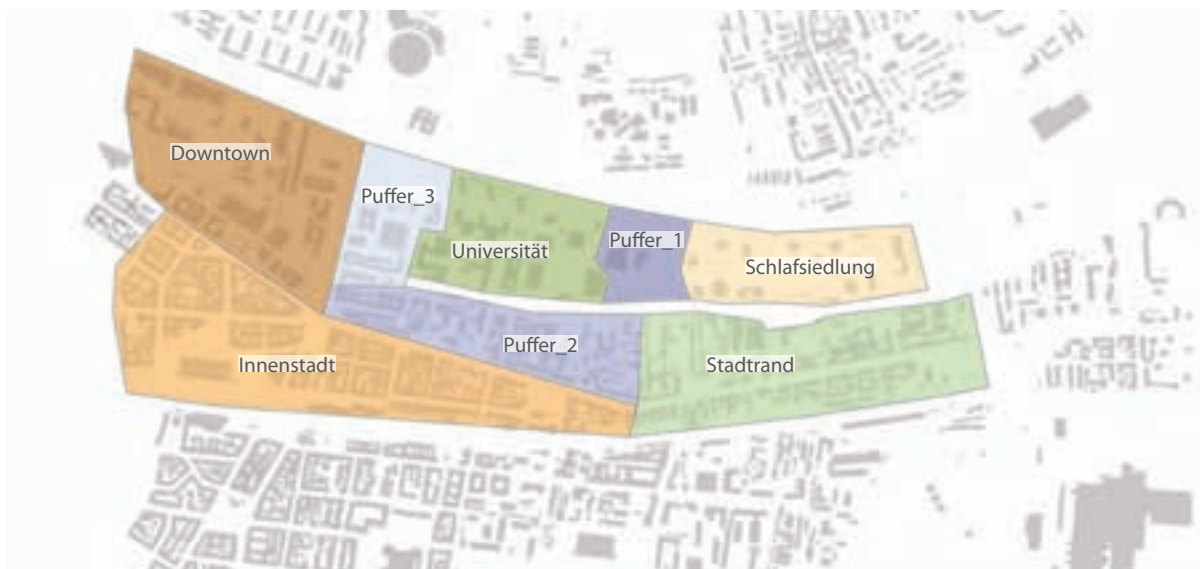 Downtown
Puffer_3
Universität
Puffer_1
Schlafsiedlung
Innenstadt
Puffer_2
Stadtrand